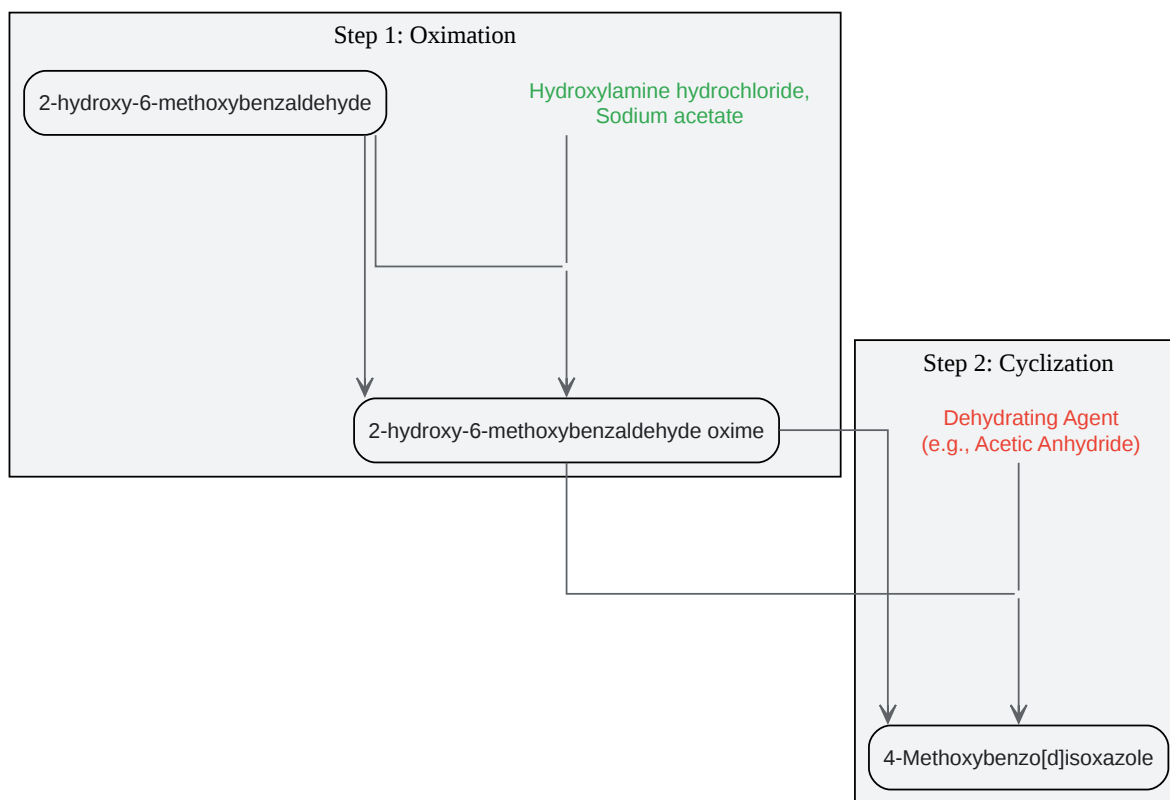 Step 1: Oximation
2-hydroxy-6-methoxybenzaldehyde
Hydroxylamine hydrochloride,
Sodium acetate
2-hydroxy-6-methoxybenzaldehyde oxime
Step 2: Cyclization
Dehydrating Agent
(e.g., Acetic Anhydride)
4-Methoxybenzo[d]isoxazole